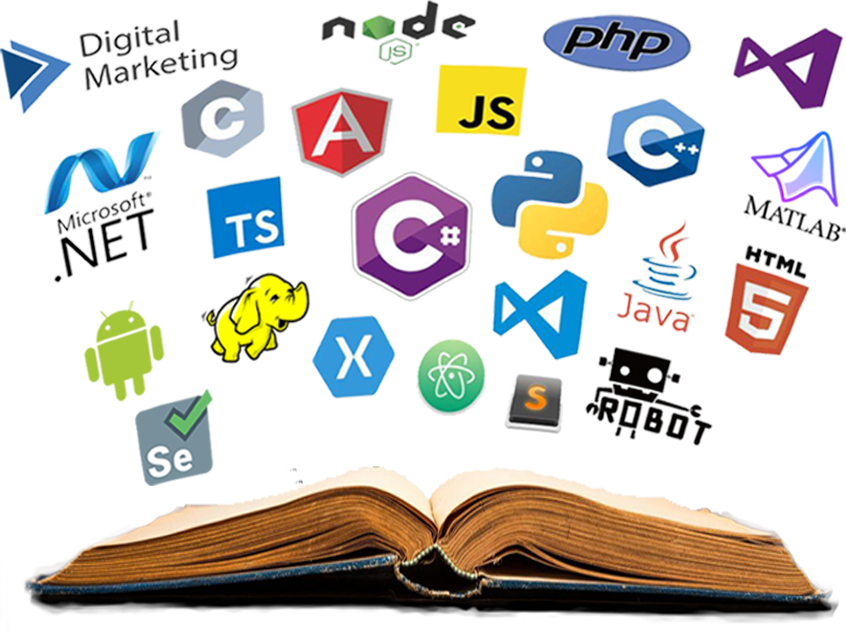 Digital
Marketing
node
JS
php
C
A
JS
C++
Microsoft®
.NET
TS
C#
MATLAB®
Java
HTML
5
X
S
ROBOT
Se